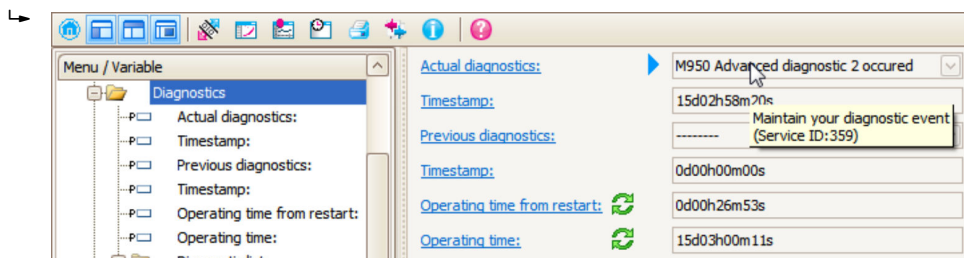 Menu / Variable
Diagnostics
Actual diagnostics:
Timestamp:
Previous diagnostics:
Timestamp:
Operating time from restart:
Operating time:
Actual diagnostics: M950 Advanced diagnostic 2 occured
Timestamp: 15d02h58m20s
Maintain your diagnostic event
(Service ID:359)
Previous diagnostics: --------
Timestamp: 0d00h00m00s
Operating time from restart: 0d00h26m53s
Operating time: 15d03h00m11s